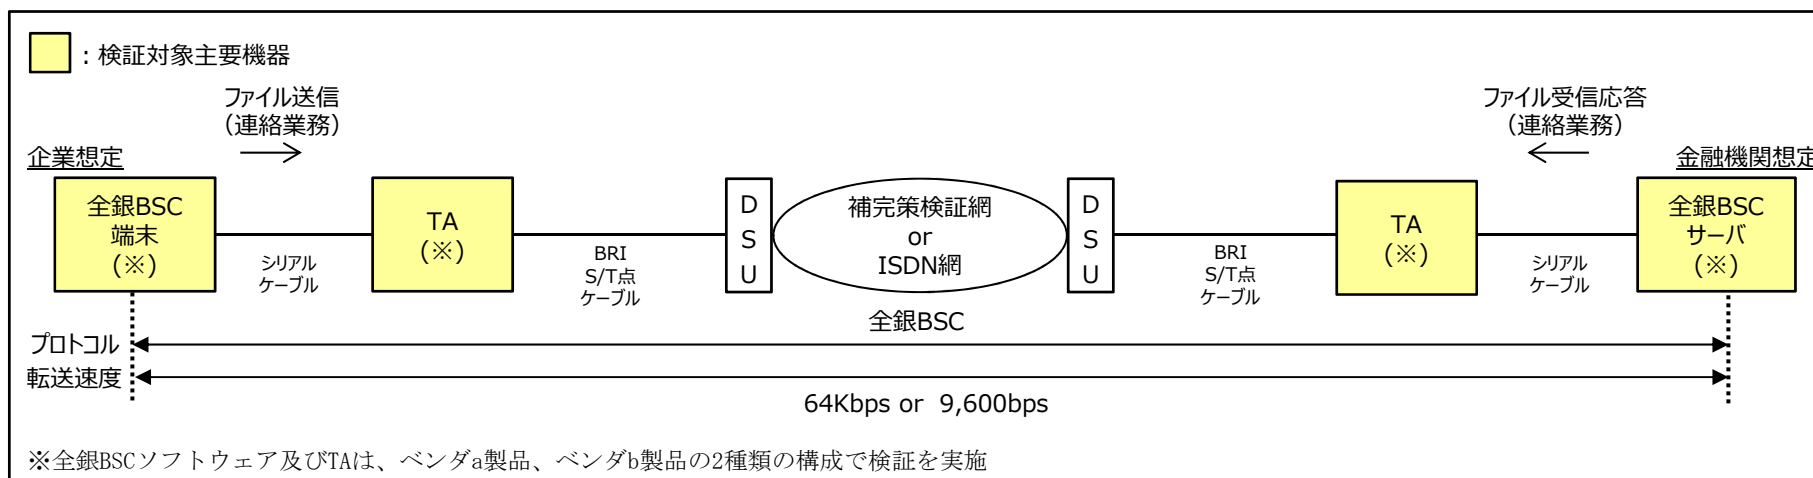 ：検証対象主要機器
ファイル送信
（連絡業務）
ファイル受信応答
（連絡業務）
企業想定
金融機関想定
全銀BSC
端末
（※）
シリアル
ケーブル
TA
（※）
BRI
S/T点
ケーブル
D
S
U
補完策検証網
or
ISDN網
D
S
U
BRI
S/T点
ケーブル
TA
（※）
シリアル
ケーブル
全銀BSC
サーバ
（※）
全銀BSC
プロトコル
転送速度
64Kbps or 9,600bps
※全銀BSCソフトウェア及びTAは、ベンダa製品、ベンダb製品の2種類の構成で検証を実施